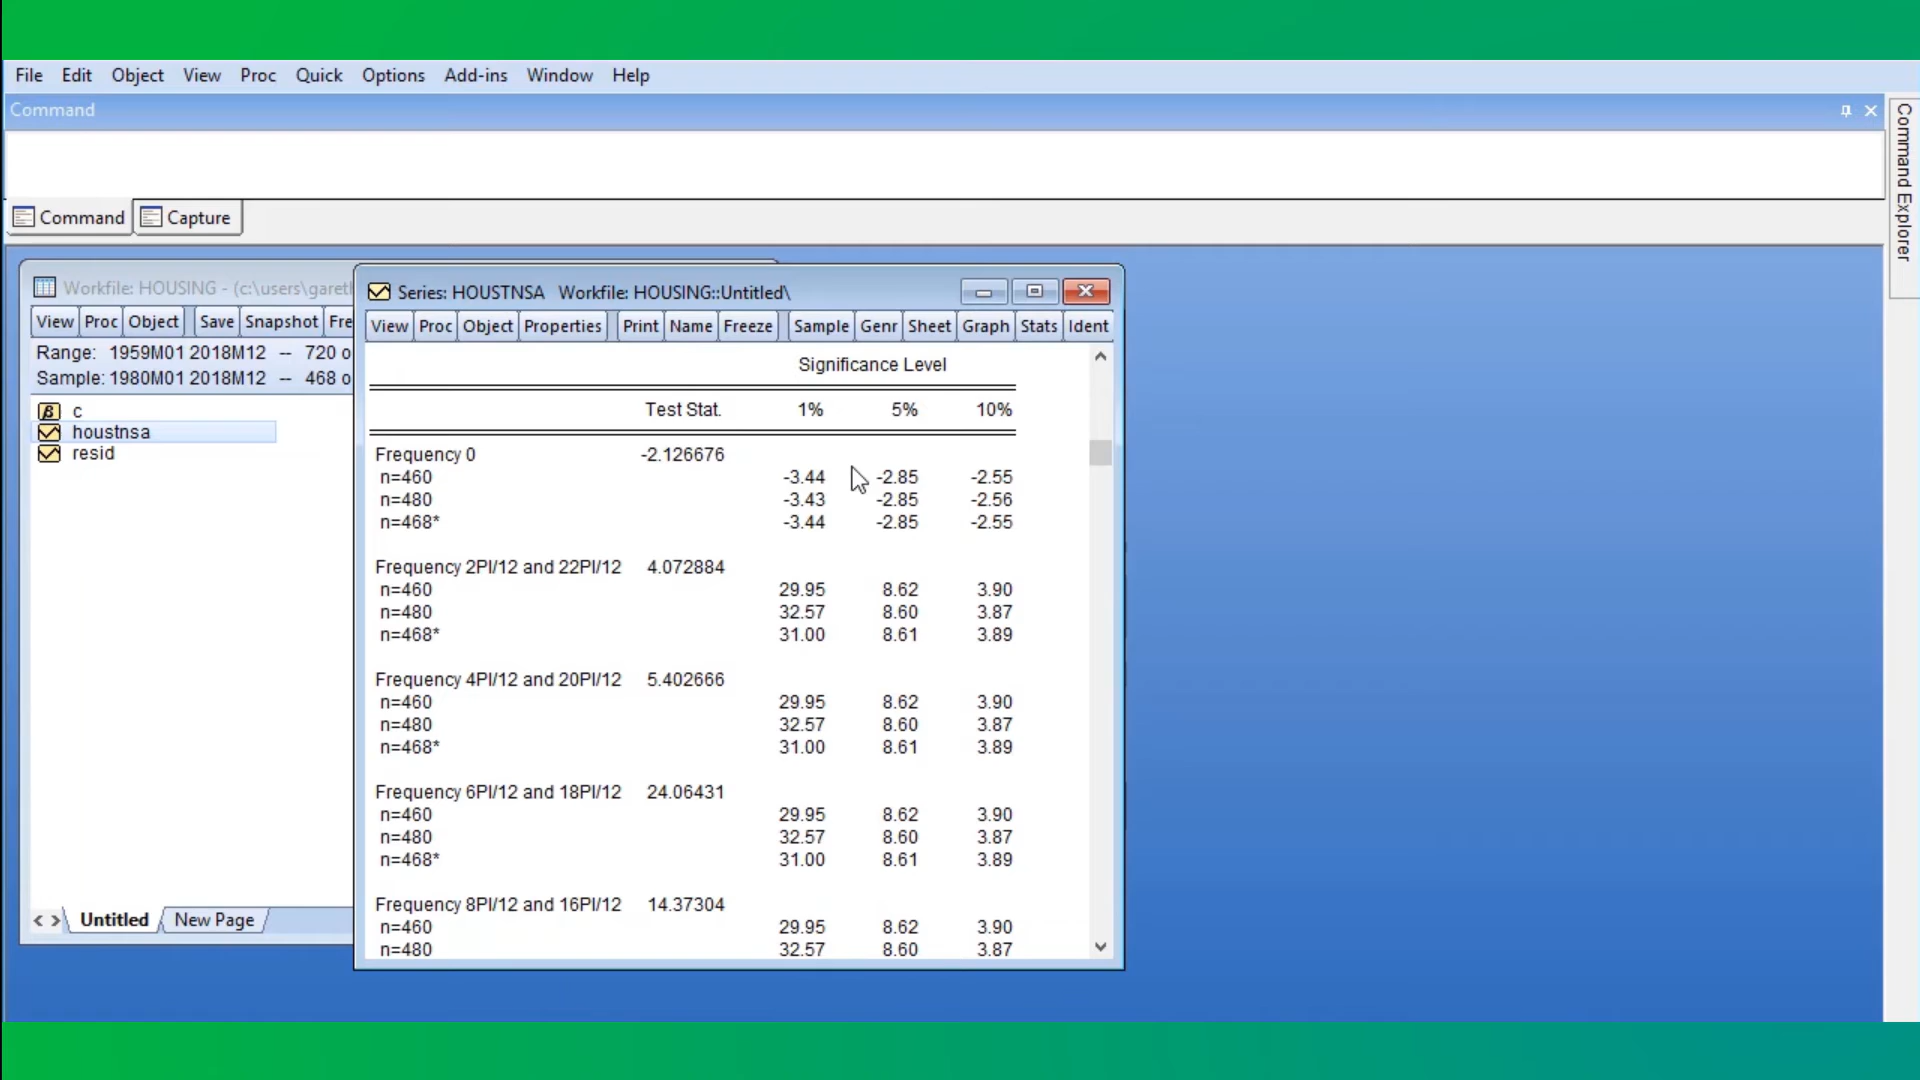 File Edit Object View Proc Quick Options Add-ins Window Help
Command
Command Explorer
Command Capture
Workfile: HOUSING - (c:\users\garet
View Proc Object Save Snapshot Fre
Range: 1959M01 2018M12 -- 720 o
Sample: 1980M01 2018M12 -- 468 o
c
houstnsa
resid
Untitled New Page
Series: HOUSTNSA Workfile: HOUSING::Untitled\
View Proc Object Properties Print Name Freeze Sample Genr Sheet Graph Stats Ident
Significance Level
Test Stat. 1% 5% 10%
Frequency 0 -2.126676
n=460 -3.44 -2.85 -2.55
n=480 -3.43 -2.85 -2.56
n=468* -3.44 -2.85 -2.55
Frequency 2PI/12 and 22PI/12 4.072884
n=460 29.95 8.62 3.90
n=480 32.57 8.60 3.87
n=468* 31.00 8.61 3.89
Frequency 4PI/12 and 20PI/12 5.402666
n=460 29.95 8.62 3.90
n=480 32.57 8.60 3.87
n=468* 31.00 8.61 3.89
Frequency 6PI/12 and 18PI/12 24.06431
n=460 29.95 8.62 3.90
n=480 32.57 8.60 3.87
n=468* 31.00 8.61 3.89
Frequency 8PI/12 and 16PI/12 14.37304
n=460 29.95 8.62 3.90
n=480 32.57 8.60 3.87